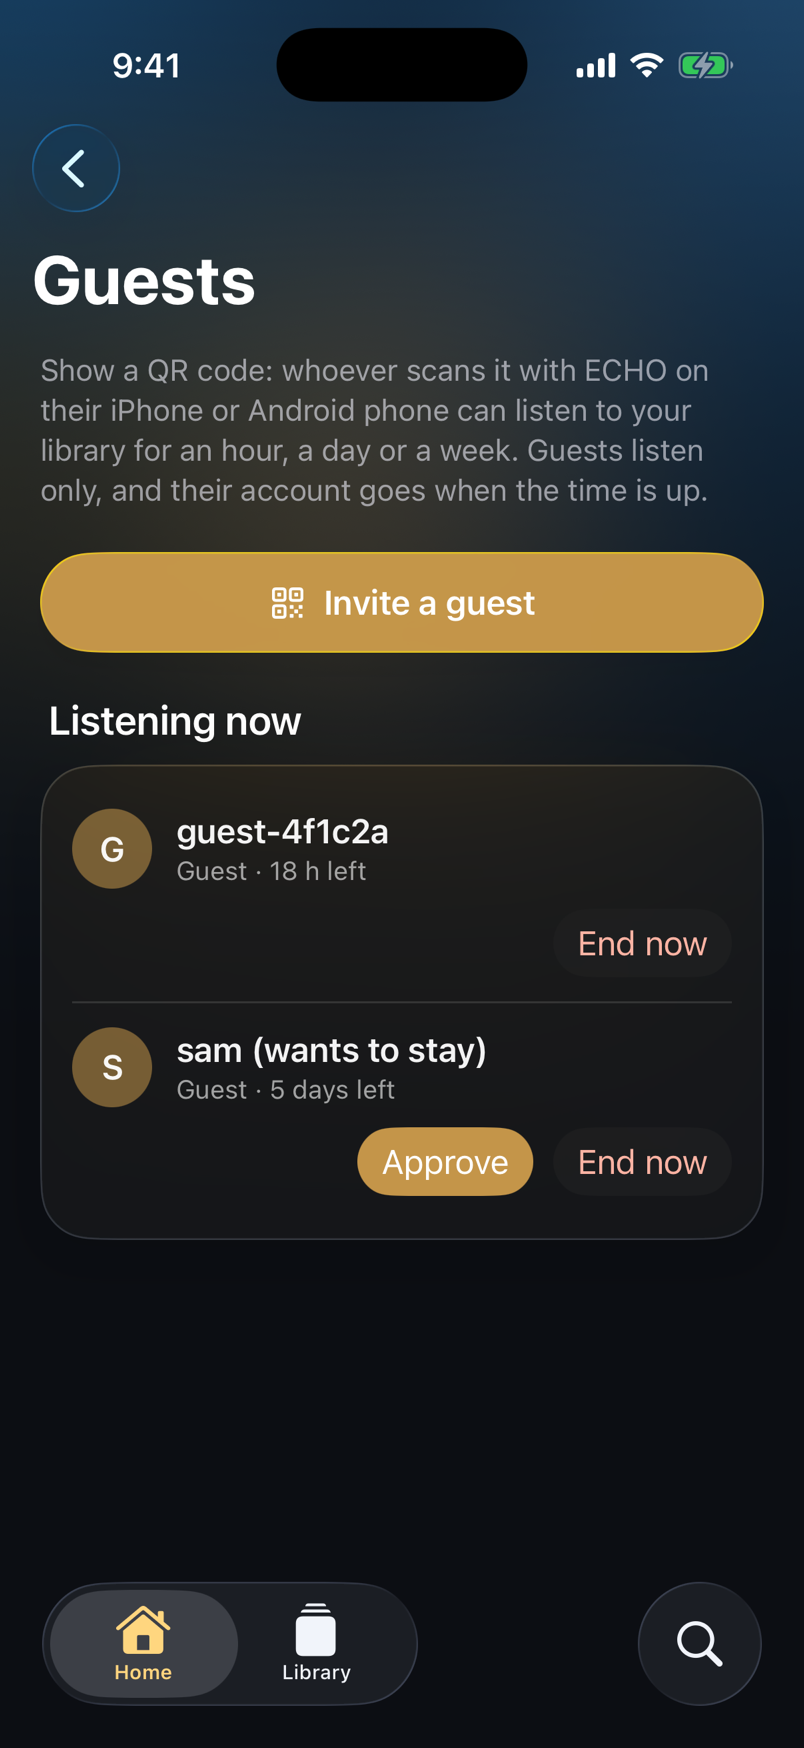 9:41
Guests
Show a QR code: whoever scans it with ECHO on
their iPhone or Android phone can listen to your
library for an hour, a day or a week. Guests listen
only, and their account goes when the time is up.
Invite a guest
Listening now
G
guest-4f1c2a
Guest · 18 h left
End now
S
sam (wants to stay)
Guest · 5 days left
Approve
End now
Home
Library